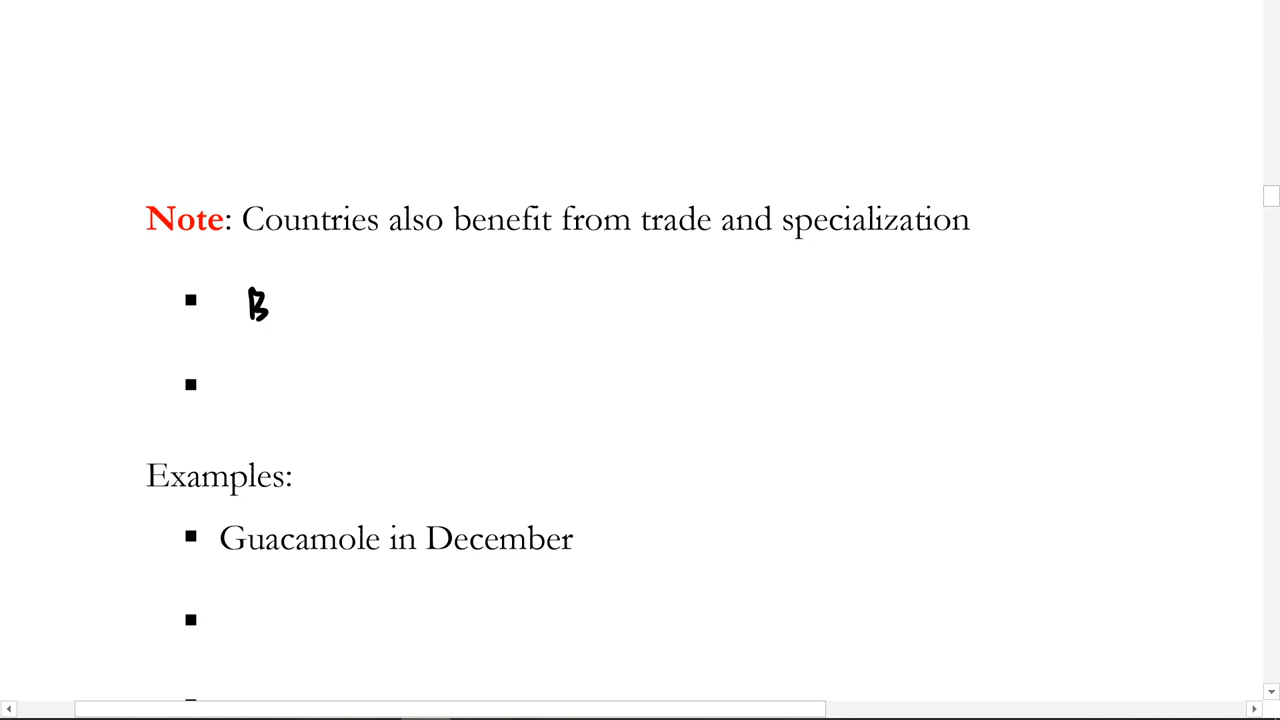 Note: Countries also benefit from trade and specialization
▪ B
▪
Examples:
▪ Guacamole in December
▪